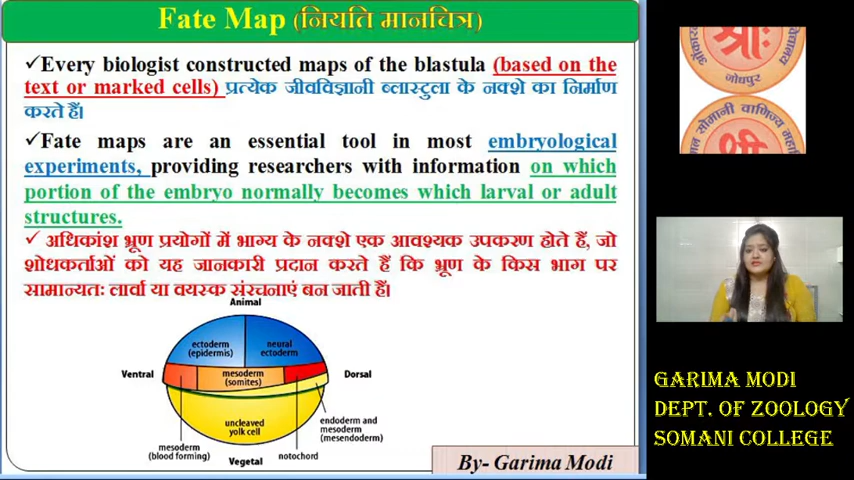 Fate Map (नियति मानचित्र)
✓Every biologist constructed maps of the blastula (based on the
text or marked cells) प्रत्येक जीवविज्ञानी ब्लास्टुला के नक्शे का निर्माण
करते हैं।
✓Fate maps are an essential tool in most embryological
experiments, providing researchers with information on which
portion of the embryo normally becomes which larval or adult
structures.
✓ अधिकांश भ्रूण प्रयोगों में भाग्य के नक्शे एक आवश्यक उपकरण होते हैं, जो
शोधकर्ताओं को यह जानकारी प्रदान करते हैं कि भ्रूण के किस भाग पर
सामान्यतः लार्वा या वयस्क संरचनाएं बन जाती हैं।
Animal
ectoderm
(epidermis)
neural
ectoderm
Ventral
mesoderm
(somites)
Dorsal
uncleaved
yolk cell
endoderm and
mesoderm
(mesendoderm)
mesoderm
(blood forming)
notochord
Vegetal
By- Garima Modi
श्रीः
जोधपुर
सोमानी वाणिज्य
GARIMA MODI
DEPT. OF ZOOLOGY
SOMANI COLLEGE